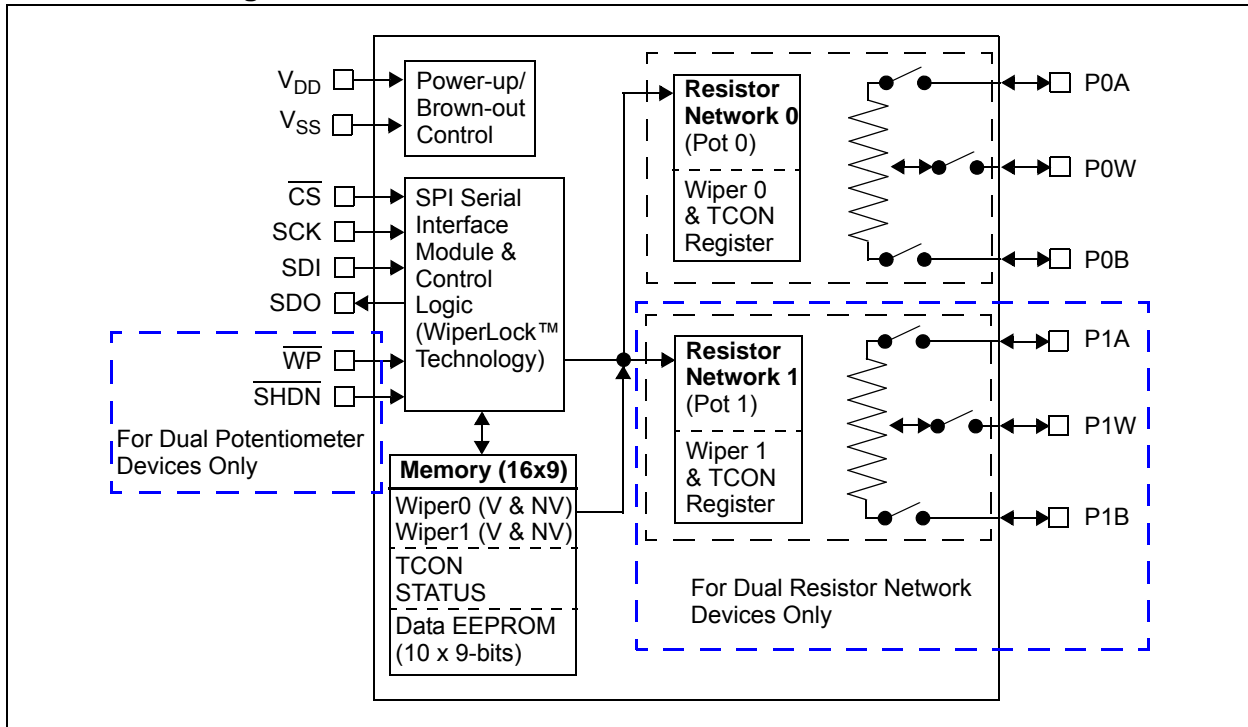 V_DD
V_SS
Power-up/
Brown-out
Control
CS
SCK
SDI
SDO
WP
SHDN
For Dual Potentiometer
Devices Only
SPI Serial
Interface
Module &
Control
Logic
(WiperLock™
Technology)
Memory (16x9)
Wiper0 (V & NV)
Wiper1 (V & NV)
TCON
STATUS
Data EEPROM
(10 x 9-bits)
Resistor
Network 0
(Pot 0)
Wiper 0
& TCON
Register
P0A
P0W
P0B
Resistor
Network 1
(Pot 1)
Wiper 1
& TCON
Register
P1A
P1W
P1B
For Dual Resistor Network
Devices Only